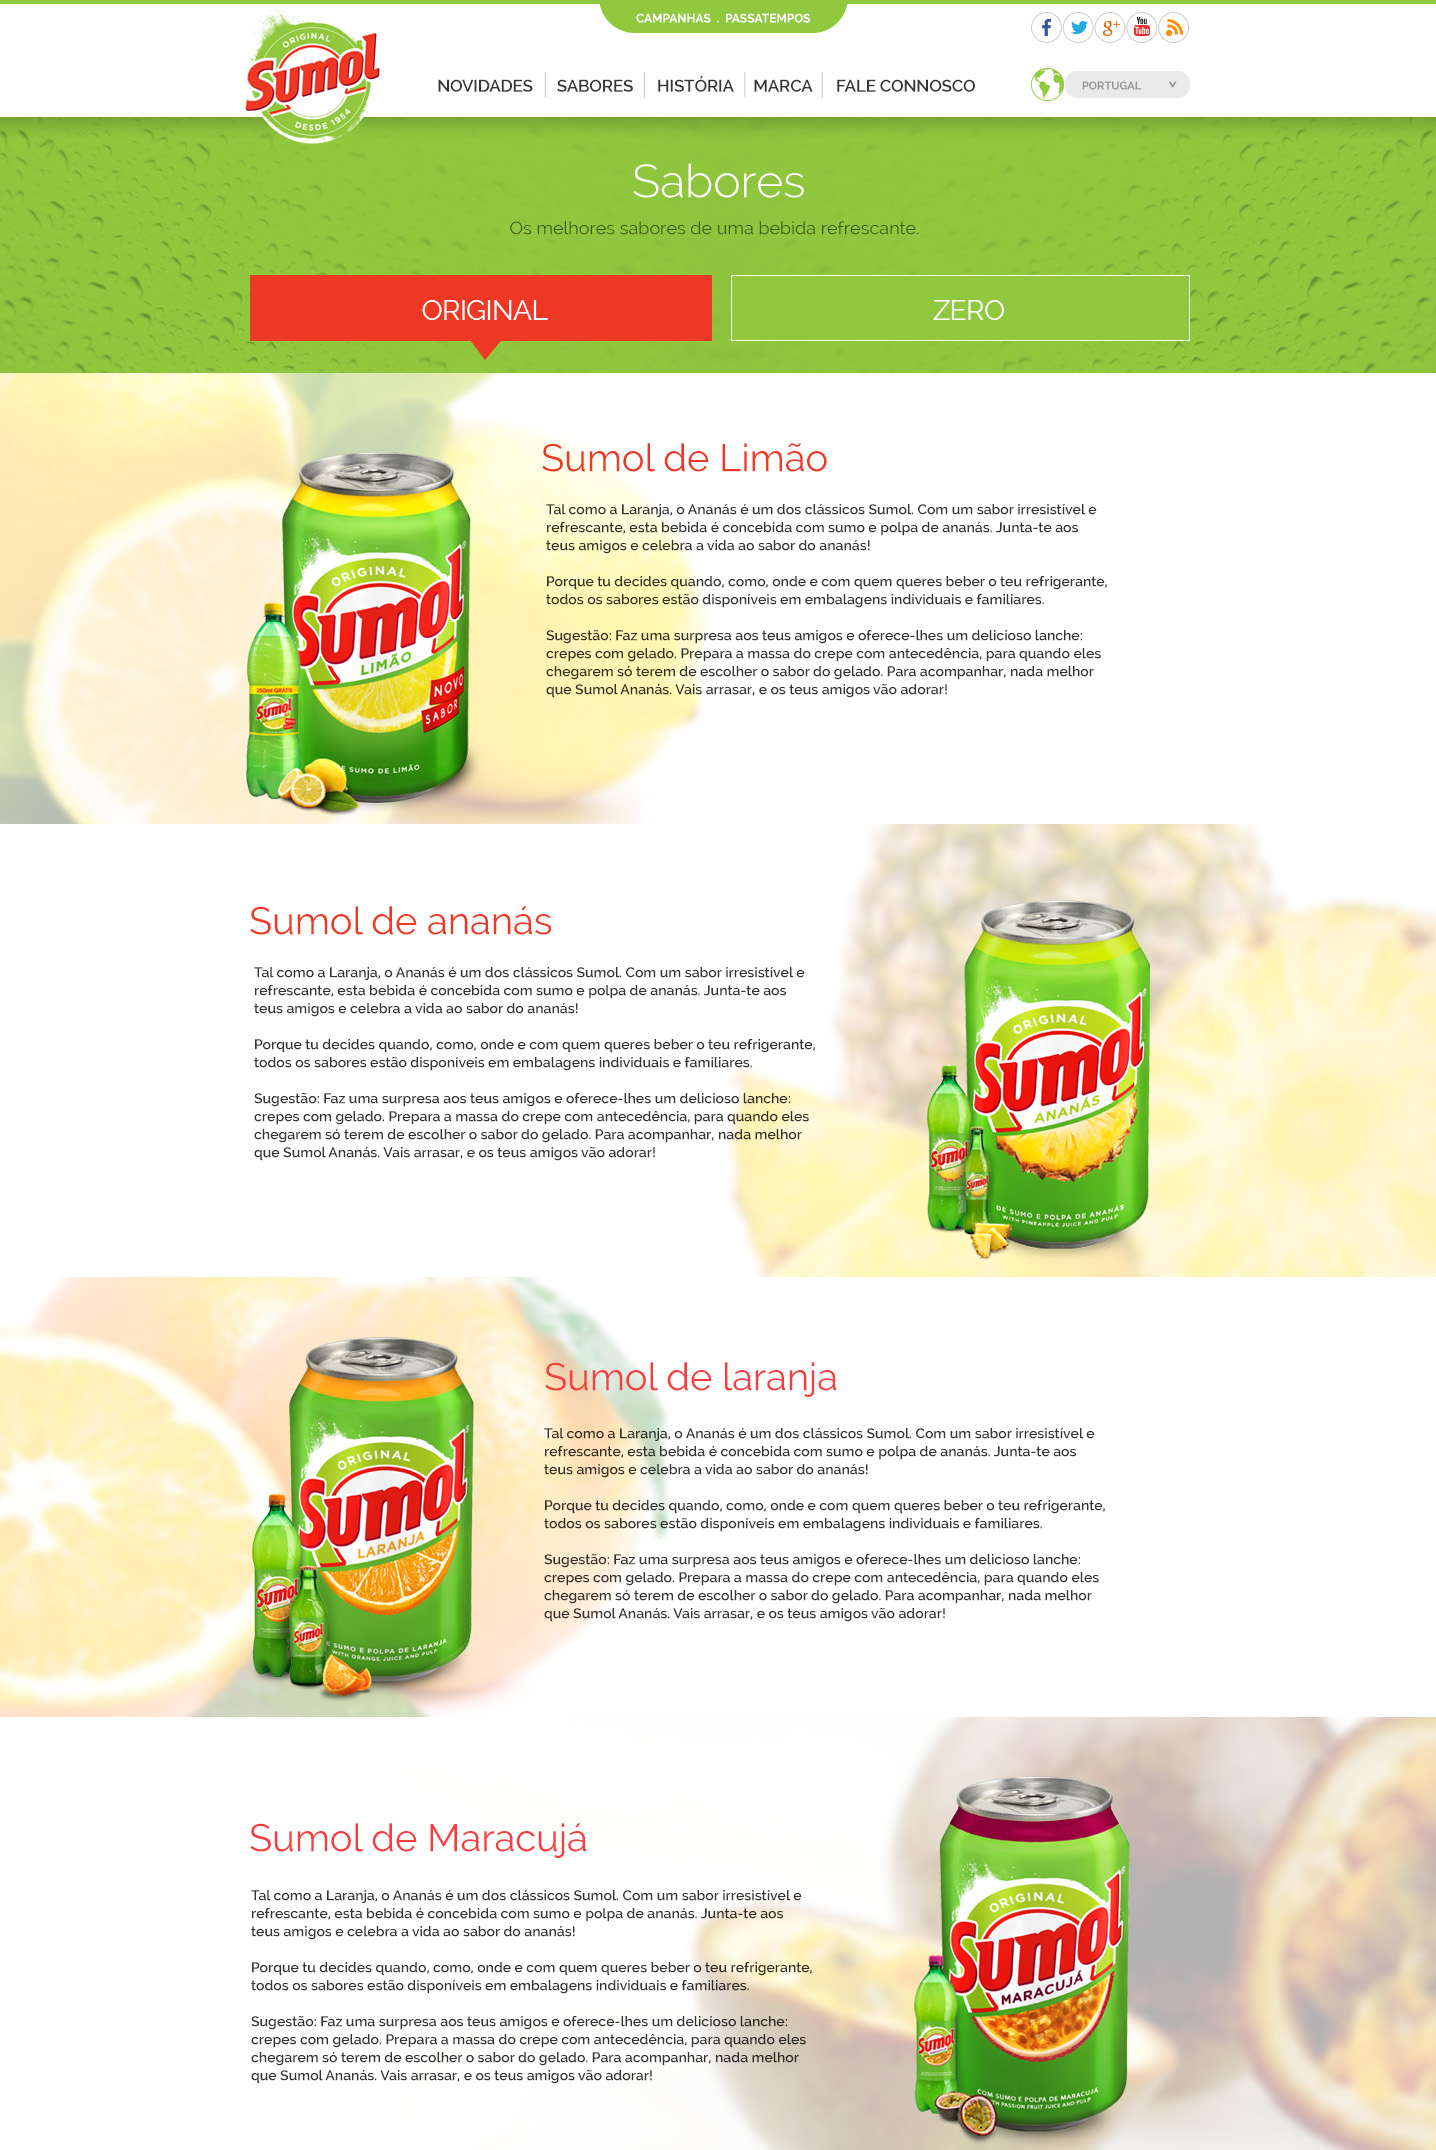 CAMPANHAS . PASSATEMPOS
You
Tube
ORIGINAL
Sumol
DESDE 1954
NOVIDADES
SABORES
HISTÓRIA
MARCA
FALE CONNOSCO
PORTUGAL
Sabores
Os melhores sabores de uma bebida refrescante.
ORIGINAL
ZERO
Sumol de Limão
Tal como a Laranja, o Ananás é um dos clássicos Sumol. Com um sabor irresistível e
refrescante, esta bebida é concebida com sumo e polpa de ananás. Junta-te aos
teus amigos e celebra a vida ao sabor do ananás!
Porque tu decides quando, como, onde e com quem queres beber o teu refrigerante,
todos os sabores estão disponíveis em embalagens individuais e familiares.
Sugestão: Faz uma surpresa aos teus amigos e oferece-lhes um delicioso lanche:
crepes com gelado. Prepara a massa do crepe com antecedência, para quando eles
chegarem só terem de escolher o sabor do gelado. Para acompanhar, nada melhor
que Sumol Ananás. Vais arrasar, e os teus amigos vão adorar!
ORIGINAL
Sumol
LIMÃO
NOVO
SABOR
E SUMO DE LIMÃO
250ml GRÁTIS
Sumol
Sumol de ananás
Tal como a Laranja, o Ananás é um dos clássicos Sumol. Com um sabor irresistível e
refrescante, esta bebida é concebida com sumo e polpa de ananás. Junta-te aos
teus amigos e celebra a vida ao sabor do ananás!
Porque tu decides quando, como, onde e com quem queres beber o teu refrigerante,
todos os sabores estão disponíveis em embalagens individuais e familiares.
Sugestão: Faz uma surpresa aos teus amigos e oferece-lhes um delicioso lanche:
crepes com gelado. Prepara a massa do crepe com antecedência, para quando eles
chegarem só terem de escolher o sabor do gelado. Para acompanhar, nada melhor
que Sumol Ananás. Vais arrasar, e os teus amigos vão adorar!
ORIGINAL
Sumol
ANANÁS
DE SUMO E POLPA DE ANANÁS
WITH PINEAPPLE JUICE AND PULP
Sumol
Sumol
Sumol de laranja
Tal como a Laranja, o Ananás é um dos clássicos Sumol. Com um sabor irresistível e
refrescante, esta bebida é concebida com sumo e polpa de ananás. Junta-te aos
teus amigos e celebra a vida ao sabor do ananás!
Porque tu decides quando, como, onde e com quem queres beber o teu refrigerante,
todos os sabores estão disponíveis em embalagens individuais e familiares.
Sugestão: Faz uma surpresa aos teus amigos e oferece-lhes um delicioso lanche:
crepes com gelado. Prepara a massa do crepe com antecedência, para quando eles
chegarem só terem de escolher o sabor do gelado. Para acompanhar, nada melhor
que Sumol Ananás. Vais arrasar, e os teus amigos vão adorar!
ORIGINAL
Sumol
LARANJA
E SUMO E POLPA DE LARANJA
WITH ORANGE JUICE AND PULP
Sumol
Sumol
Sumol de Maracujá
Tal como a Laranja, o Ananás é um dos clássicos Sumol. Com um sabor irresistível e
refrescante, esta bebida é concebida com sumo e polpa de ananás. Junta-te aos
teus amigos e celebra a vida ao sabor do ananás!
Porque tu decides quando, como, onde e com quem queres beber o teu refrigerante,
todos os sabores estão disponíveis em embalagens individuais e familiares.
Sugestão: Faz uma surpresa aos teus amigos e oferece-lhes um delicioso lanche:
crepes com gelado. Prepara a massa do crepe com antecedência, para quando eles
chegarem só terem de escolher o sabor do gelado. Para acompanhar, nada melhor
que Sumol Ananás. Vais arrasar, e os teus amigos vão adorar!
ORIGINAL
Sumol
MARACUJÁ
COM SUMO E POLPA DE MARACUJÁ
PASSION FRUIT JUICE AND PULP
Sumol